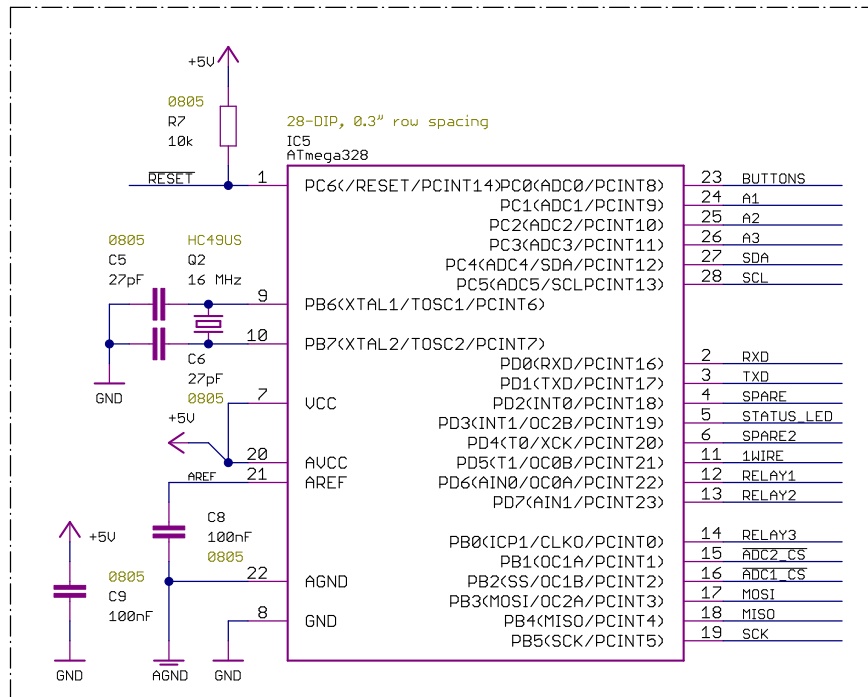 +5V
0805
R7
10k
28-DIP, 0.3" row spacing
IC5
ATmega328
RESET 1 PC6(/RESET/PCINT14)PC0(ADC0/PCINT8) 23 BUTTONS
PC1(ADC1/PCINT9) 24 A1
PC2(ADC2/PCINT10) 25 A2
PC3(ADC3/PCINT11) 26 A3
PC4(ADC4/SDA/PCINT12) 27 SDA
PC5(ADC5/SCLPCINT13) 28 SCL
0805 HC49US
C5 Q2
27pF 16 MHz
9 PB6(XTAL1/TOSC1/PCINT6)
10 PB7(XTAL2/TOSC2/PCINT7)
C6
27pF
0805
GND
PD0(RXD/PCINT16) 2 RXD
PD1(TXD/PCINT17) 3 TXD
7 VCC PD2(INT0/PCINT18) 4 SPARE
+5V PD3(INT1/OC2B/PCINT19) 5 STATUS_LED
PD4(T0/XCK/PCINT20) 6 SPARE2
20 AVCC PD5(T1/OC0B/PCINT21) 11 1WIRE
AREF 21 AREF PD6(AIN0/OC0A/PCINT22) 12 RELAY1
PD7(AIN1/PCINT23) 13 RELAY2
C8
100nF
0805
+5V
PB0(ICP1/CLKO/PCINT0) 14 RELAY3
PB1(OC1A/PCINT1) 15 ADC2_CS
22 AGND PB2(SS/OC1B/PCINT2) 16 ADC1_CS
PB3(MOSI/OC2A/PCINT3) 17 MOSI
8 GND PB4(MISO/PCINT4) 18 MISO
PB5(SCK/PCINT5) 19 SCK
0805
C9
100nF
GND AGND GND